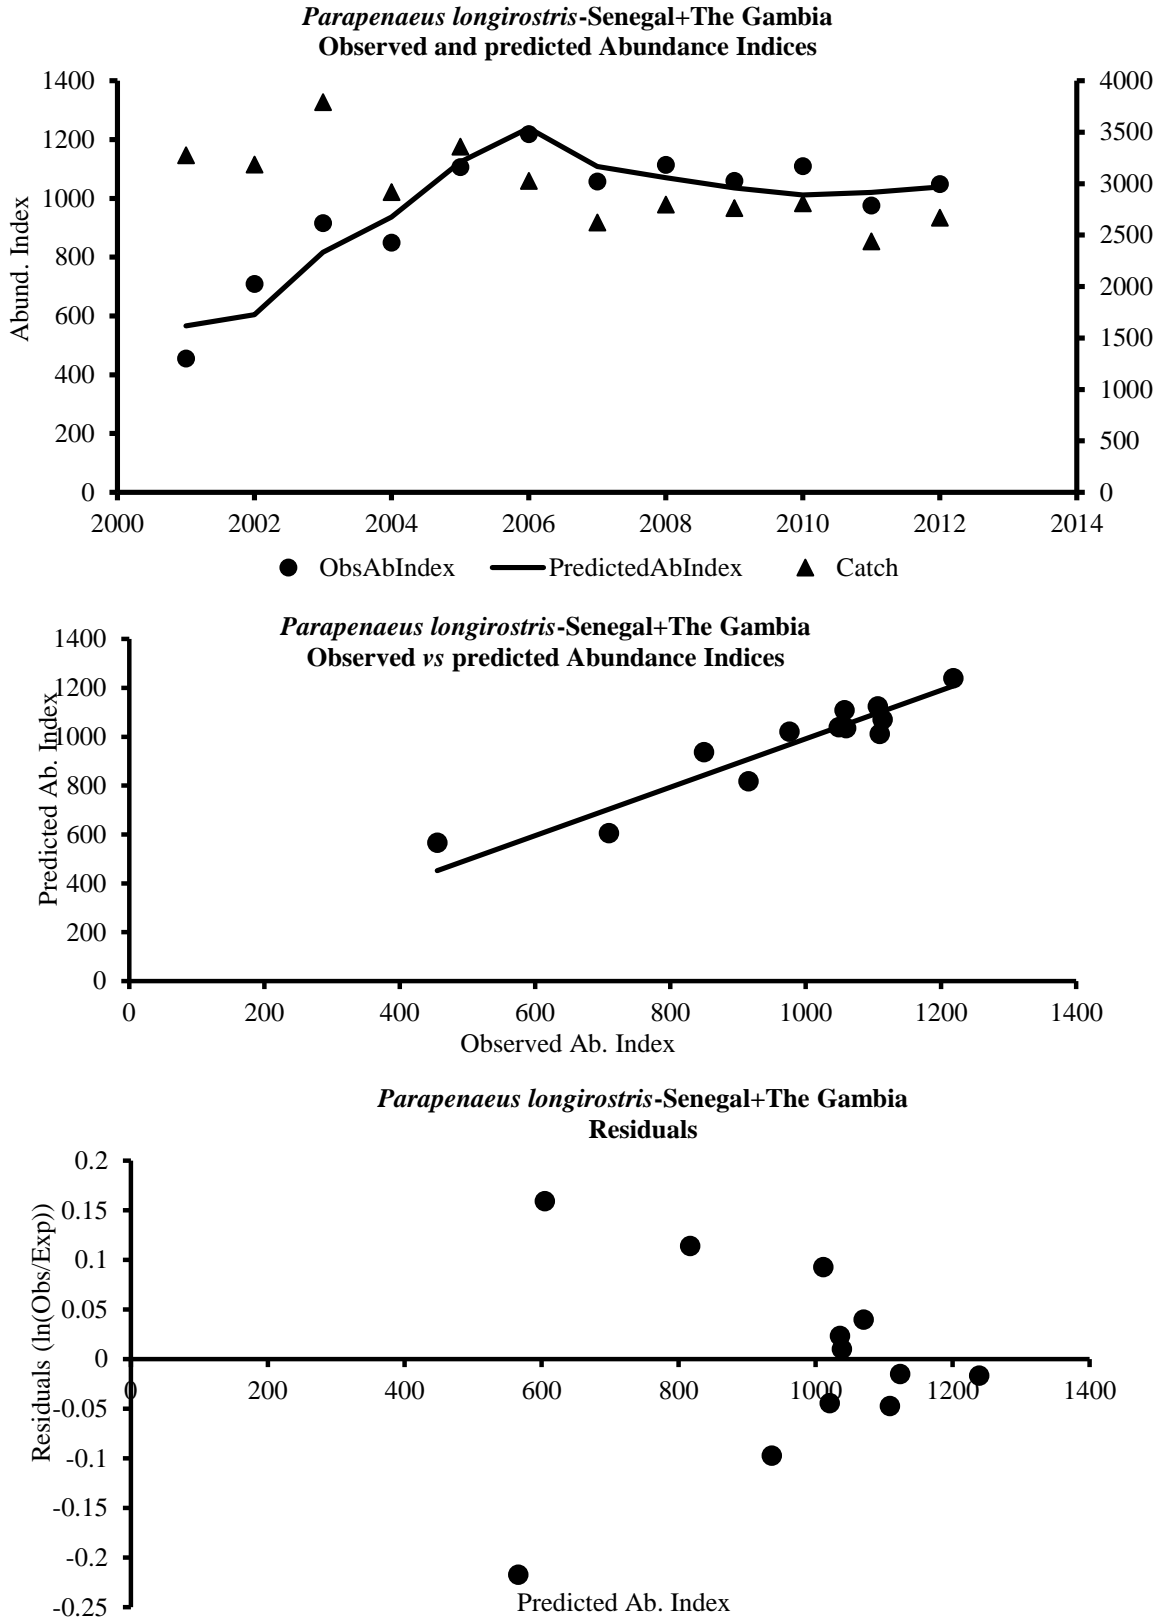 Parapenaeus longirostris-Senegal+The Gambia
Observed and predicted Abundance Indices
1400
1200
1000
800
600
400
200
0
Abund. Index
4000
3500
3000
2500
2000
1500
1000
500
0
2000 2002 2004 2006 2008 2010 2012 2014
ObsAbIndex PredictedAbIndex Catch
Parapenaeus longirostris-Senegal+The Gambia
Observed vs predicted Abundance Indices
1400
1200
1000
800
600
400
200
0
Predicted Ab. Index
0 200 400 600 800 1000 1200 1400
Observed Ab. Index
Parapenaeus longirostris-Senegal+The Gambia
Residuals
0.2
0.15
0.1
0.05
0
-0.05
-0.1
-0.15
-0.2
-0.25
Residuals (ln(Obs/Exp))
0 200 400 600 800 1000 1200 1400
Predicted Ab. Index